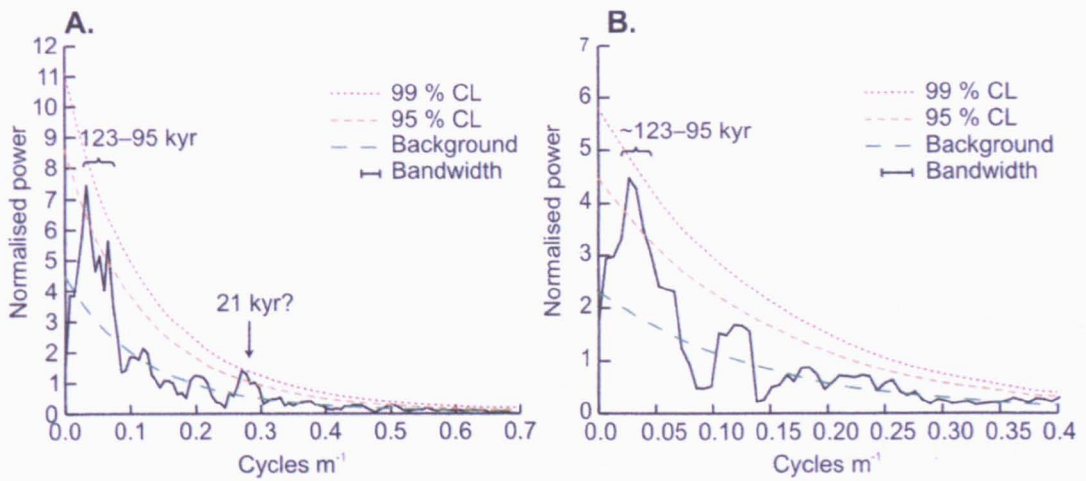 A.
12
11
10
9
8
7
6
5
4
3
2
1
0
Normalised power
123–95 kyr
21 kyr?
99 % CL
95 % CL
Background
Bandwidth
0.0 0.1 0.2 0.3 0.4 0.5 0.6 0.7
Cycles m⁻¹
B.
7
6
5
4
3
2
1
0
Normalised power
~123–95 kyr
99 % CL
95 % CL
Background
Bandwidth
0.0 0.05 0.10 0.15 0.20 0.25 0.30 0.35 0.4
Cycles m⁻¹